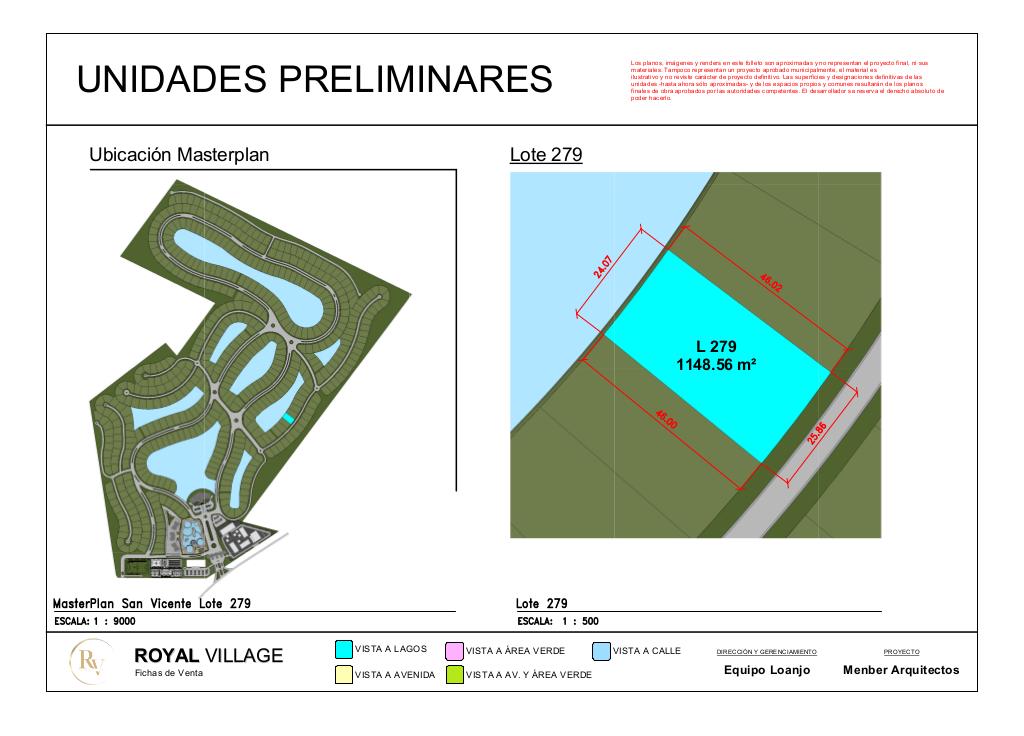 UNIDADES PRELIMINARES
Los planos, imágenes y renders en este folleto son aproximadas y no representan el proyecto final, ni sus
materiales. Tampoco representan un proyecto aprobado municipalmente, el material es
ilustrativo y no reviste carácter de proyecto definitivo. Las superficies y designaciones definitivas de las
unidades -hasta ahora sólo aproximadas- y de los espacios propios y comunes resultarán de los planos
finales de obra aprobados por las autoridades competentes. El desarrollador se reserva el derecho absoluto de
poder hacerlo.
Ubicación Masterplan
Lote 279
24.07
46.02
L 279
1148.56 m²
46.00
25.86
MasterPlan San Vicente Lote 279
ESCALA: 1 : 9000
Lote 279
ESCALA: 1 : 500
RV
ROYAL VILLAGE
Fichas de Venta
VISTA A LAGOS
VISTA A ÁREA VERDE
VISTA A CALLE
VISTA A AVENIDA
VISTA A AV. Y ÁREA VERDE
DIRECCIÓN Y GERENCIAMIENTO
Equipo Loanjo
PROYECTO
Menber Arquitectos